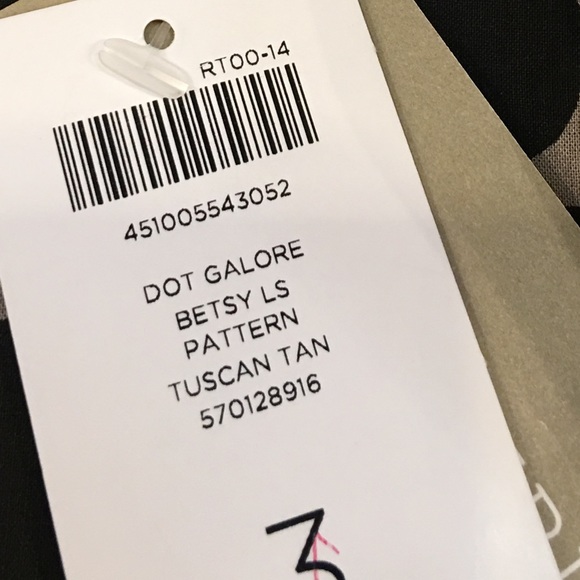 RT00-14
451005543052
DOT GALORE
BETSY LS
PATTERN
TUSCAN TAN
570128916
3